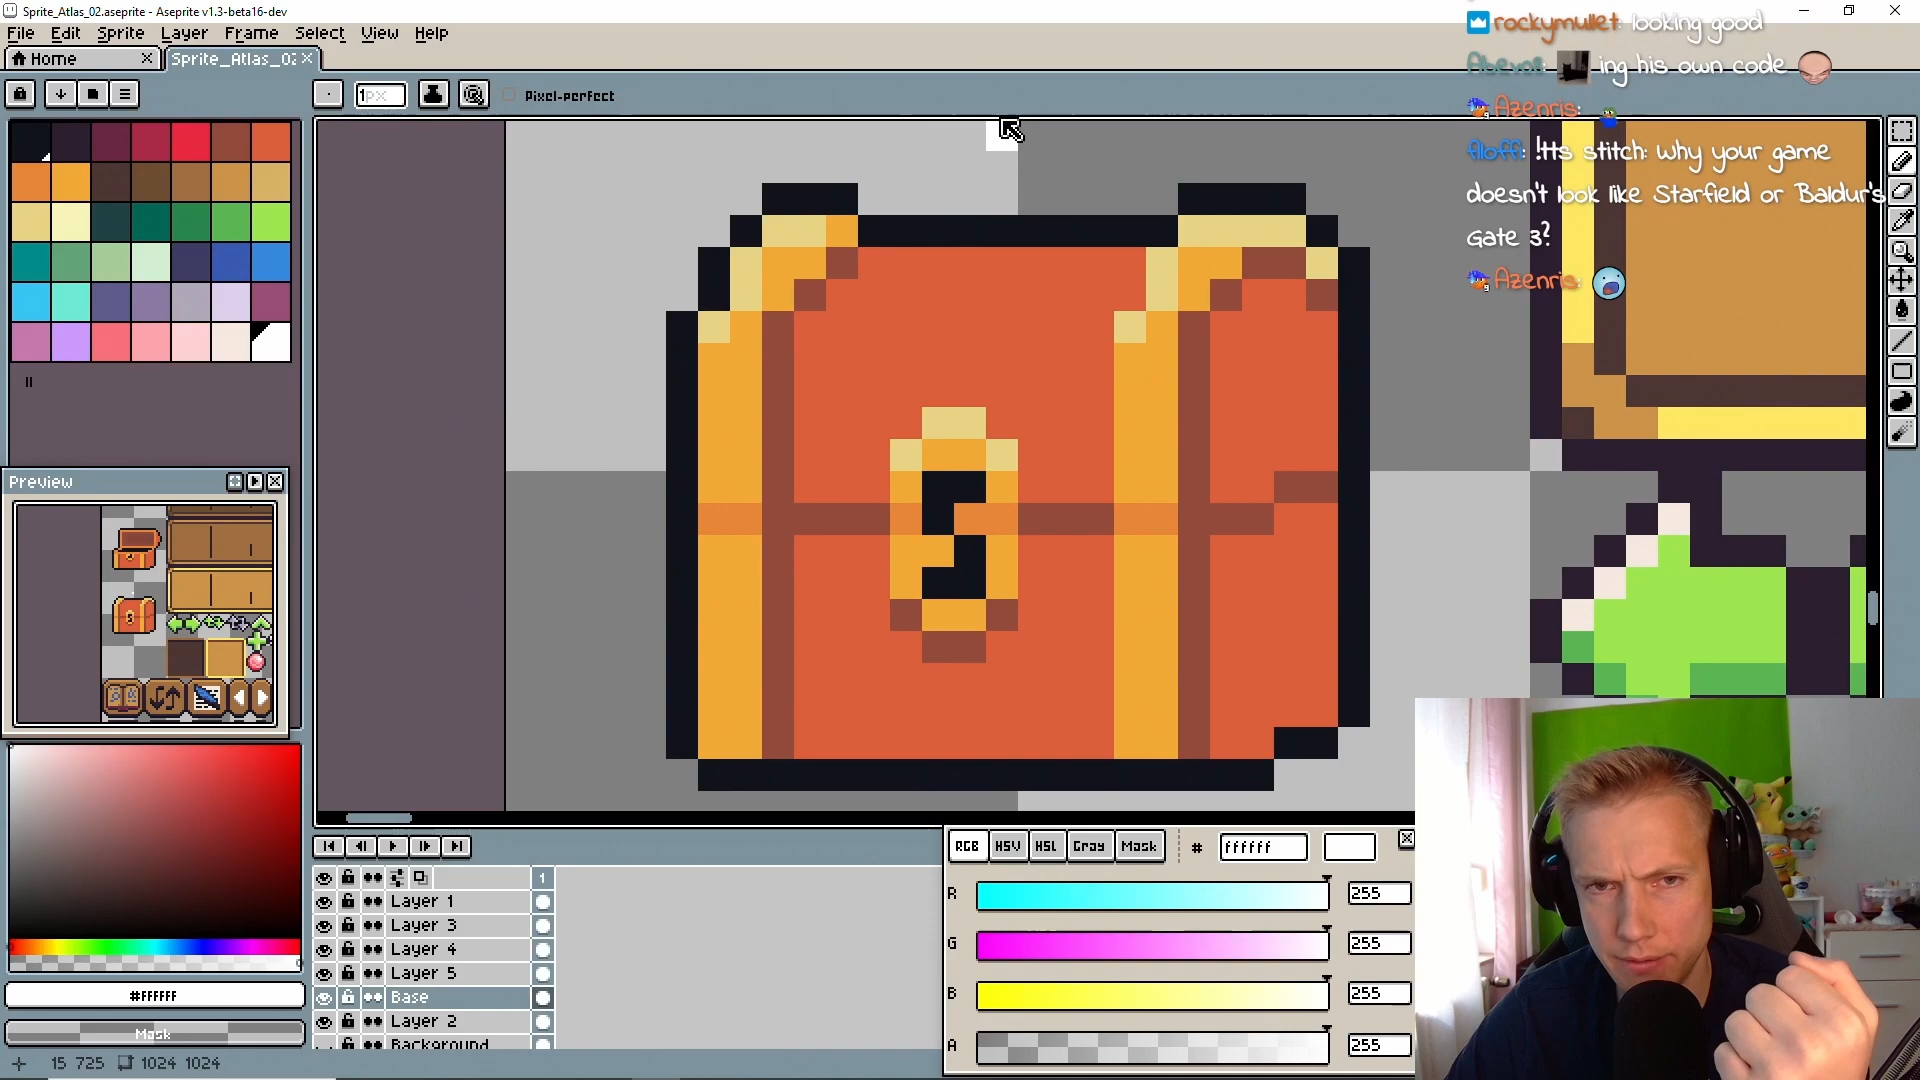 Sprite_Atlas_02.aseprite - Aseprite v1.3-beta16-dev
File Edit Sprite Layer Frame Select View Help
Home
Sprite_Atlas_02
1px
Pixel-perfect
rockymullet: looking good
ing his own code
Azenris:
floff: !tts stitch: Why your game
doesn't look like Starfield or Baldur's
Gate 3?
Azenris:
Preview
RGB HSV HSL Gray Mask # ffffff
R 255
G 255
B 255
A 255
1
Layer 1
Layer 3
Layer 4
Layer 5
Base
Layer 2
Background
#ffffff
Mask
15 725 1024 1024